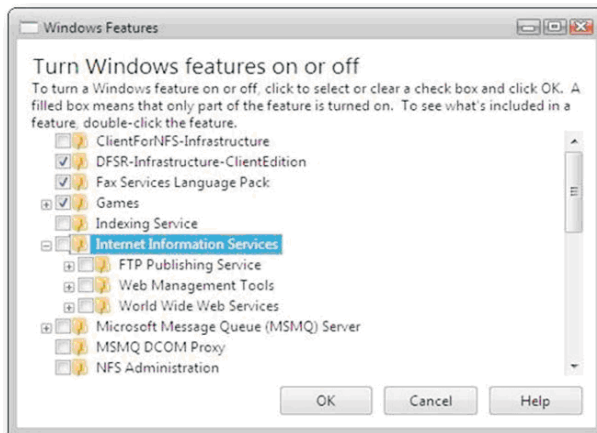 Windows Features
Turn Windows features on or off
To turn a Windows feature on or off, click to select or clear a check box and click OK. A
filled box means that only part of the feature is turned on. To see what's included in a
feature, double-click the feature.
ClientForNFS-Infrastructure
DFSR-Infrastructure-ClientEdition
Fax Services Language Pack
Games
Indexing Service
Internet Information Services
FTP Publishing Service
Web Management Tools
World Wide Web Services
Microsoft Message Queue (MSMQ) Server
MSMQ DCOM Proxy
NFS Administration
OK
Cancel
Help